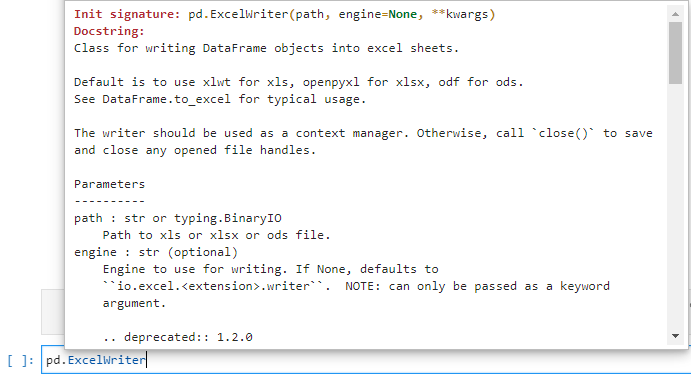 Init signature: pd.ExcelWriter(path, engine=None, **kwargs)
Docstring:
Class for writing DataFrame objects into excel sheets.
Default is to use xlwt for xls, openpyxl for xlsx, odf for ods.
See DataFrame.to_excel for typical usage.
The writer should be used as a context manager. Otherwise, call `close()` to save
and close any opened file handles.
Parameters
----------
path : str or typing.BinaryIO
    Path to xls or xlsx or ods file.
engine : str (optional)
    Engine to use for writing. If None, defaults to
    ``io.excel.<extension>.writer``.  NOTE: can only be passed as a keyword
    argument.
    .. deprecated:: 1.2.0
[ ]: pd.ExcelWriter